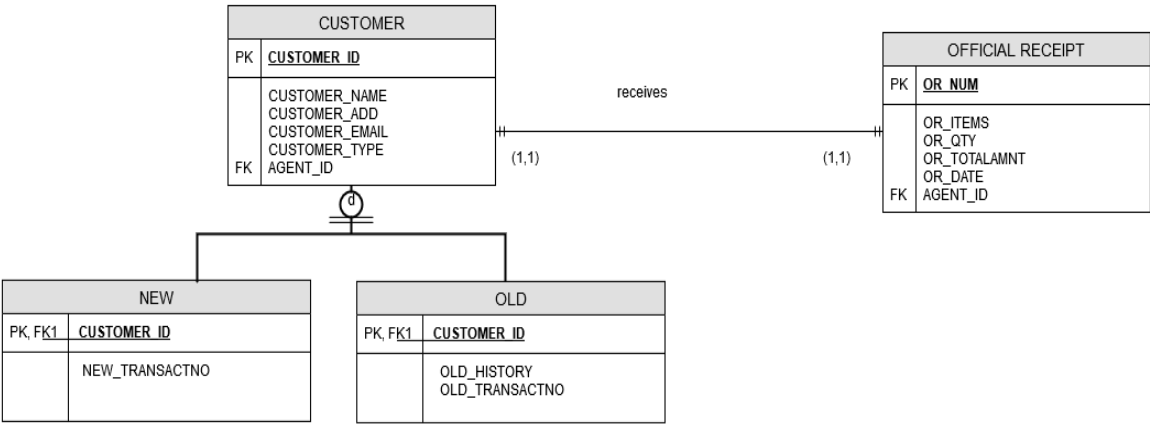 CUSTOMER
PK CUSTOMER_ID
CUSTOMER_NAME
CUSTOMER_ADD
CUSTOMER_EMAIL
CUSTOMER_TYPE
FK AGENT_ID
receives
(1,1)
(1,1)
OFFICIAL RECEIPT
PK OR_NUM
OR_ITEMS
OR_QTY
OR_TOTALAMNT
OR_DATE
FK AGENT_ID
d
NEW
PK, FK1 CUSTOMER_ID
NEW_TRANSACTNO
OLD
PK, FK1 CUSTOMER_ID
OLD_HISTORY
OLD_TRANSACTNO